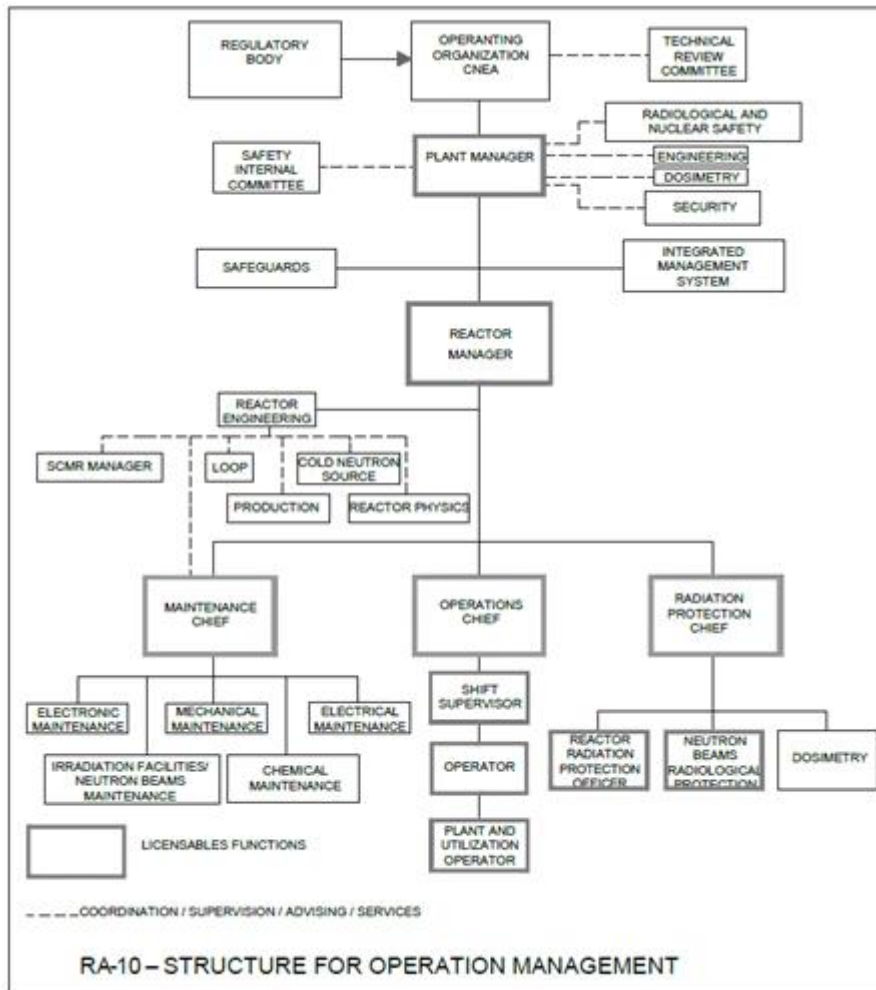 REGULATORY
BODY
OPERANTING
ORGANIZATION
CNEA
TECHNICAL
REVIEW
COMMITTEE
RADIOLOGICAL AND
NUCLEAR SAFETY
SAFETY
INTERNAL
COMMITTEE
PLANT MANAGER
ENGINEERING
DOSIMETRY
SECURITY
SAFEGUARDS
INTEGRATED
MANAGEMENT
SYSTEM
REACTOR
MANAGER
REACTOR
ENGINEERING
SCMR MANAGER
LOOP
COLD NEUTRON
SOURCE
PRODUCTION
REACTOR PHYSICS
MAINTENANCE
CHIEF
OPERATIONS
CHIEF
RADIATION
PROTECTION
CHIEF
ELECTRONIC
MAINTENANCE
MECHANICAL
MAINTENANCE
ELECTRICAL
MAINTENANCE
IRRADIATION FACILITIES/
NEUTRON BEAMS
MAINTENANCE
CHEMICAL
MAINTENANCE
SHIFT
SUPERVISOR
OPERATOR
PLANT AND
UTILIZATION
OPERATOR
REACTOR
RADIATION
PROTECTION
OFFICER
NEUTRON
BEAMS
RADIOLOGICAL
PROTECTION
DOSIMETRY
LICENSABLES FUNCTIONS
COORDINATION / SUPERVISION / ADVISING / SERVICES
RA-10 – STRUCTURE FOR OPERATION MANAGEMENT